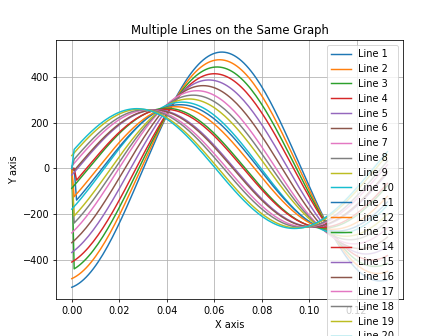 Multiple Lines on the Same Graph
Y axis
400
200
0
−200
−400
0.00
0.02
0.04
0.06
0.08
0.10
X axis
Line 1
Line 2
Line 3
Line 4
Line 5
Line 6
Line 7
Line 8
Line 9
Line 10
Line 11
Line 12
Line 13
Line 14
Line 15
Line 16
Line 17
Line 18
Line 19
Line 20